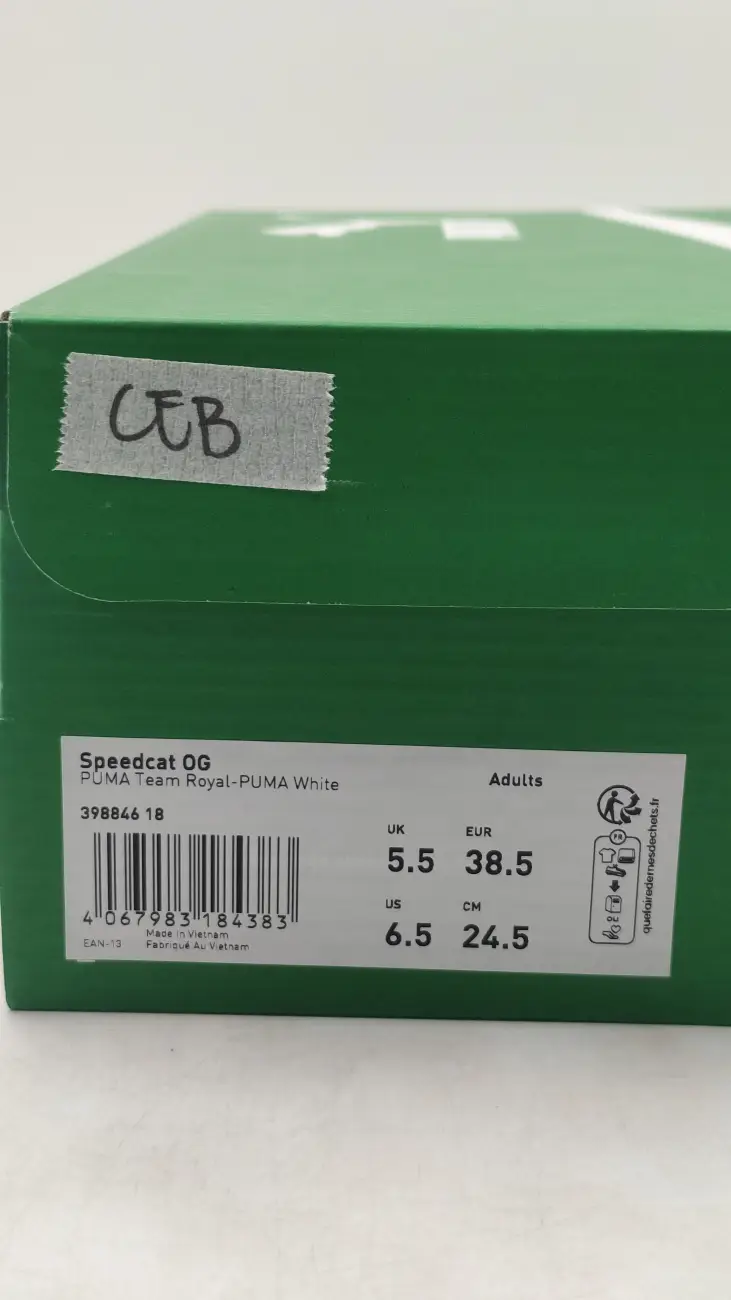 CEB
Speedcat OG
PUMA Team Royal-PUMA White
Adults
398846 18
UK
5.5
EUR
38.5
US
6.5
CM
24.5
4 067983 184383
EAN-13
Made in Vietnam
Fabriqué Au Vietnam
FR
quefairedemesdechets.fr